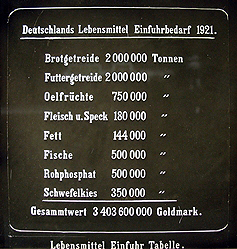 Deutschlands Lebensmittel Einfuhrbedarf 1921.
Brotgetreide 2 000 000 Tonnen
Futtergetreide 2 000 000 〃
Oelfrüchte 750 000 〃
Fleisch u. Speck 180 000 〃
Fett 144 000 〃
Fische 500 000 〃
Rohphosphat 500 000 〃
Schwefelkies 350 000 〃
Gesammtwert 3 403 600 000 Goldmark.
Lebensmittel Einfuhr Tabelle.